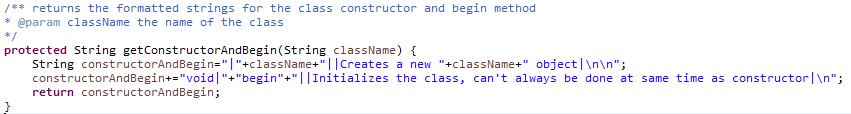 /** returns the formatted strings for the class constructor and begin method
* @param className the name of the class
*/
protected String getConstructorAndBegin(String className) {
    String constructorAndBegin="|"+className+"||Creates a new "+className+" object|\n\n";
    constructorAndBegin+="void|"+"begin"+"||Initializes the class, can't always be done at same time as constructor|\n";
    return constructorAndBegin;
}